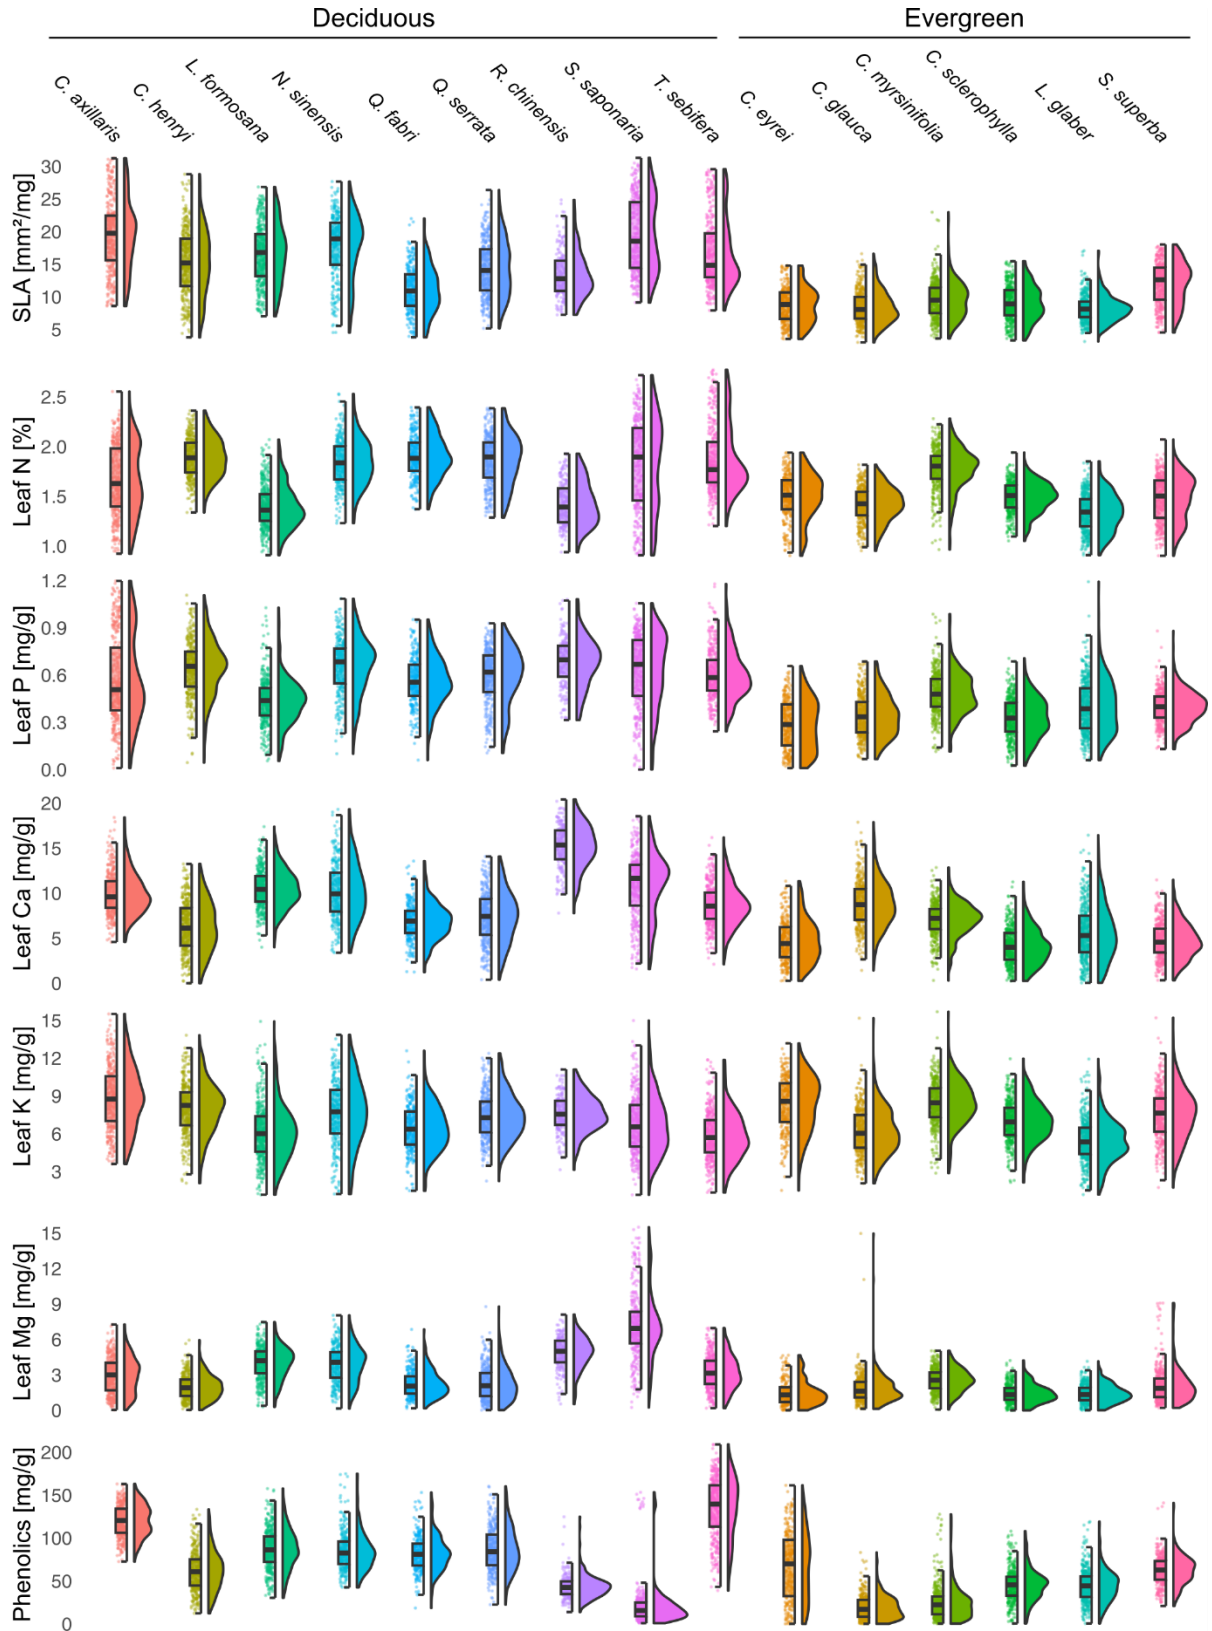 Deciduous Evergreen
C. axillaris
C. henryi
L. formosana
N. sinensis
Q. fabri
Q. serrata
R. chinensis
S. saponaria
T. sebifera
C. eyrei
C. glauca
C. myrsinifolia
C. sclerophylla
L. glaber
S. superba
SLA [mm²/mg]
30
25
20
15
10
5
Leaf N [%]
2.5
2.0
1.5
1.0
Leaf P [mg/g]
1.2
0.9
0.6
0.3
0.0
Leaf Ca [mg/g]
20
15
10
5
0
Leaf K [mg/g]
15
12
9
6
3
Leaf Mg [mg/g]
15
12
9
6
3
0
Phenolics [mg/g]
200
150
100
50
0